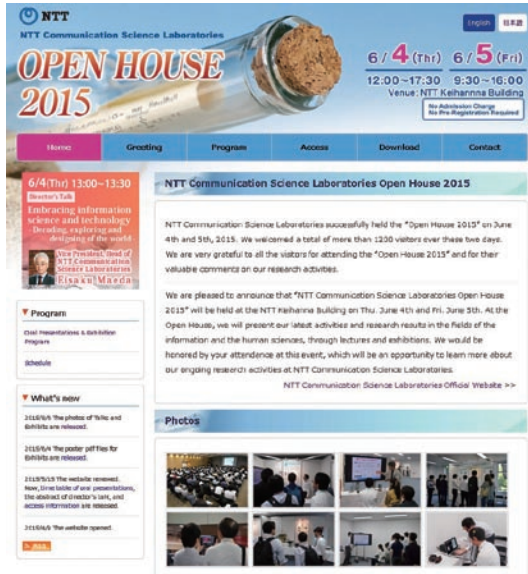 NTT
NTT Communication Science Laboratories
OPEN HOUSE
2015
English
日本語
6/4(Thr) 6/5(Fri)
12:00~17:30 9:30~16:00
Venue: NTT Keihannna Building
No Admission Charge
No Pre-Registration Required
Home Greeting Program Access Download Contact
6/4(Thr) 13:00~13:30
Director's Talk
Embracing information
science and technology
- Decoding, exploring and
designing of the world -
Vice President, Head of
NTT Communication
Science Laboratories
Eisaku Maeda
Program
Oral Presentations & Exhibition
Program
Schedule
What's new
The photos of Talks and
Exhibits are released.
The poster pdf files for
Exhibits are released.
2015/5/15 The website renewed.
Now, time table of oral presentations,
the abstract of director's talk, and
access information are released.
The website opened.
RSS
NTT Communication Science Laboratories Open House 2015
NTT Communication Science Laboratories successfully held the "Open House 2015" on June
4th and 5th, 2015. We welcomed a total of more than 1200 visitors over these two days.
We are very grateful to all the visitors for attending the "Open House 2015" and for their
valuable comments on our research activities.
We are pleased to announce that "NTT Communication Science Laboratories Open House
2015" will be held at the NTT Keihanna Building on Thu. June 4th and Fri. June 5th. At the
Open House, we will present our latest activities and research results in the fields of the
information and the human sciences, through lectures and exhibitions. We would be
honored by your attendance at this event, which will be an opportunity to learn more about
our ongoing research activities at NTT Communication Science Laboratories.
NTT Communication Science Laboratories Official Website >>
Photos